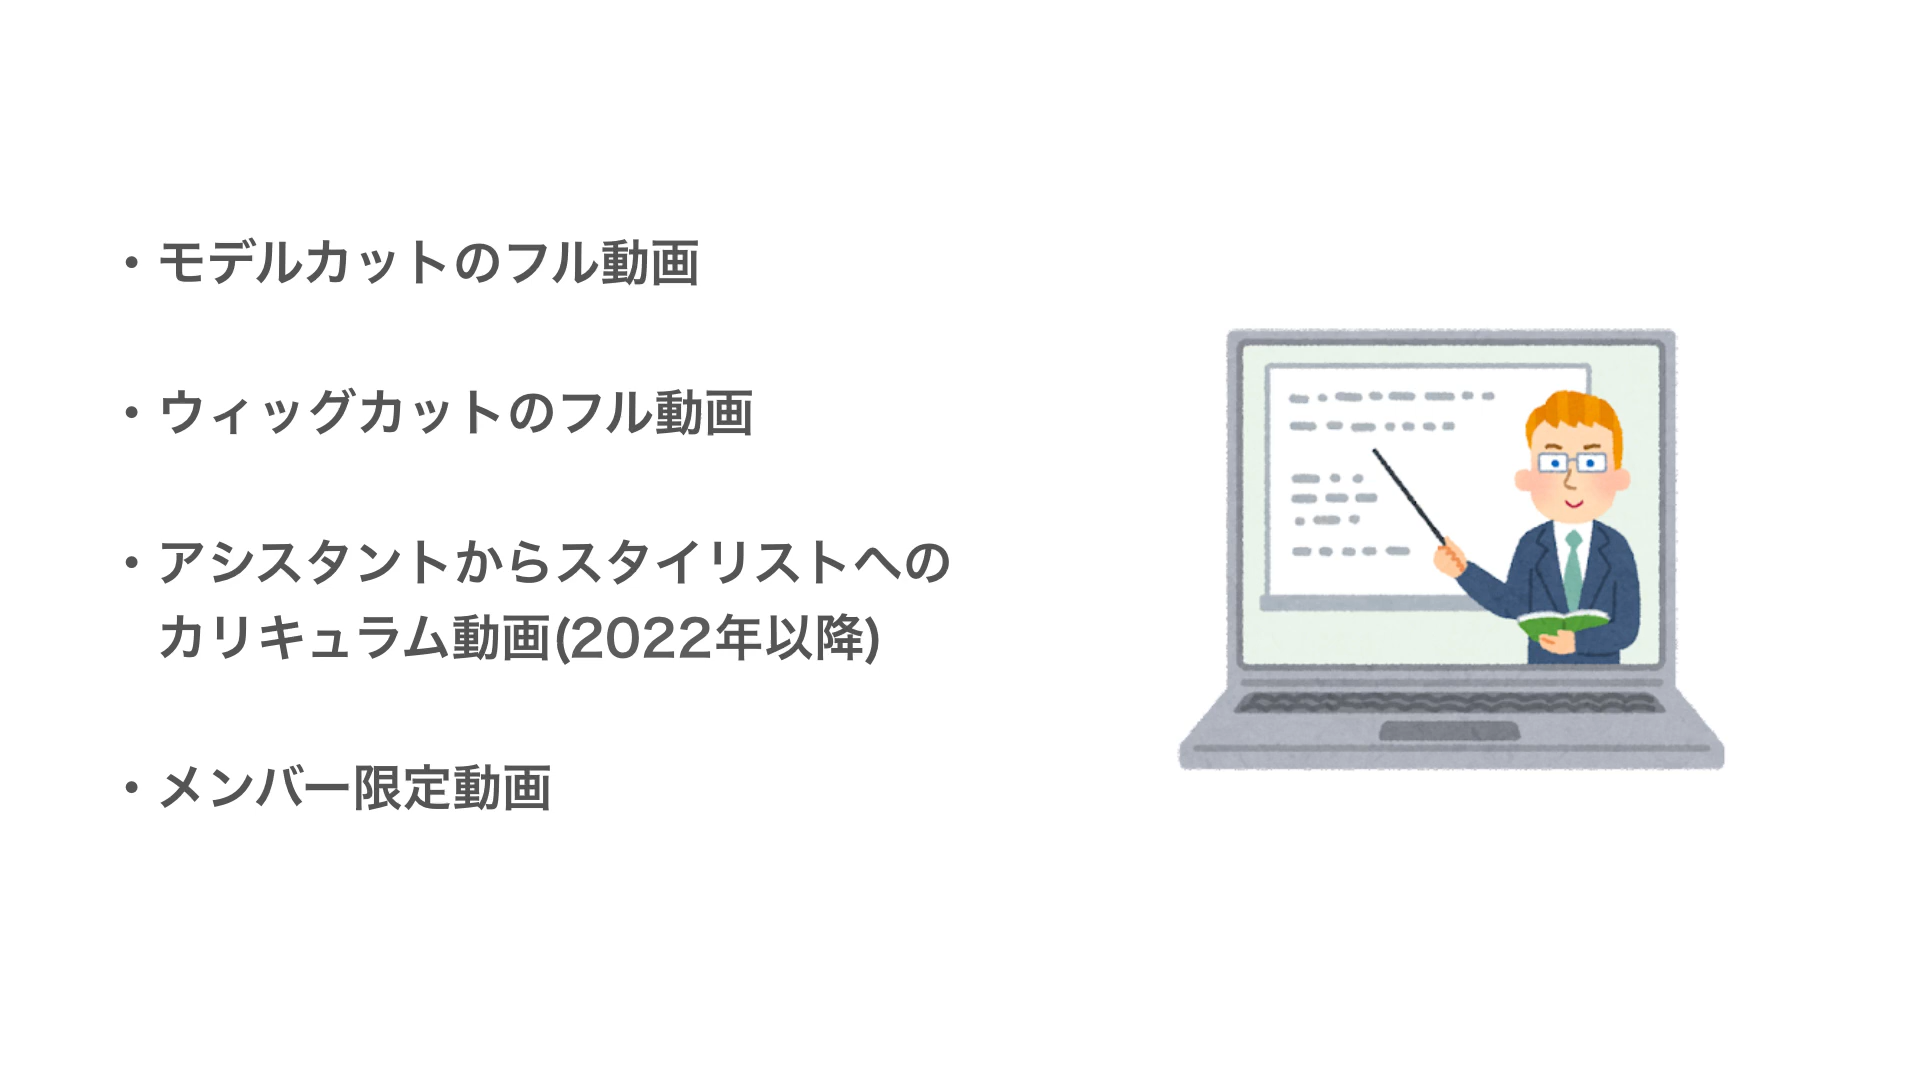 ・モデルカットのフル動画
・ウィッグカットのフル動画
・アシスタントからスタイリストへの
カリキュラム動画(2022年以降)
・メンバー限定動画